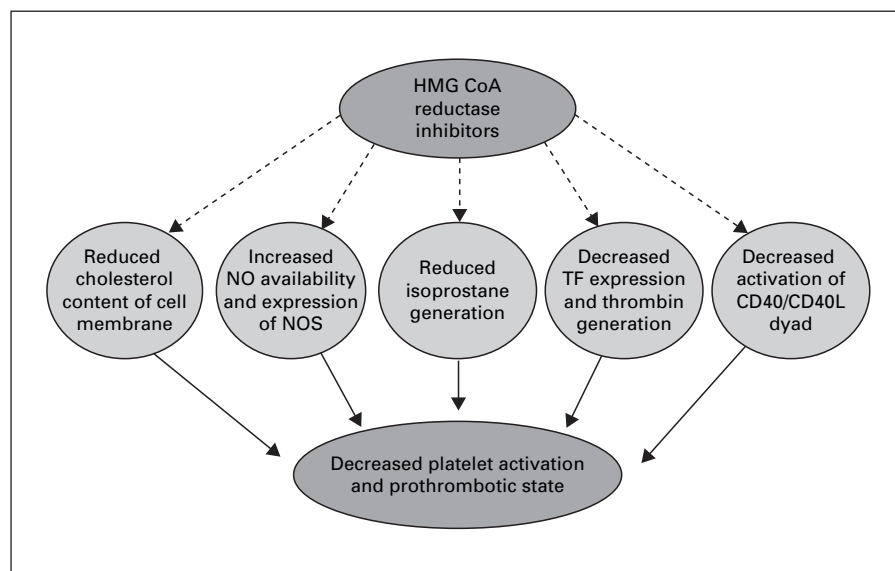 HMG CoA
reductase
inhibitors
Reduced
cholesterol
content of cell
membrane
Increased
NO availability
and expression
of NOS
Reduced
isoprostane
generation
Decreased
TF expression
and thrombin
generation
Decreased
activation of
CD40/CD40L
dyad
Decreased platelet activation
and prothrombotic state